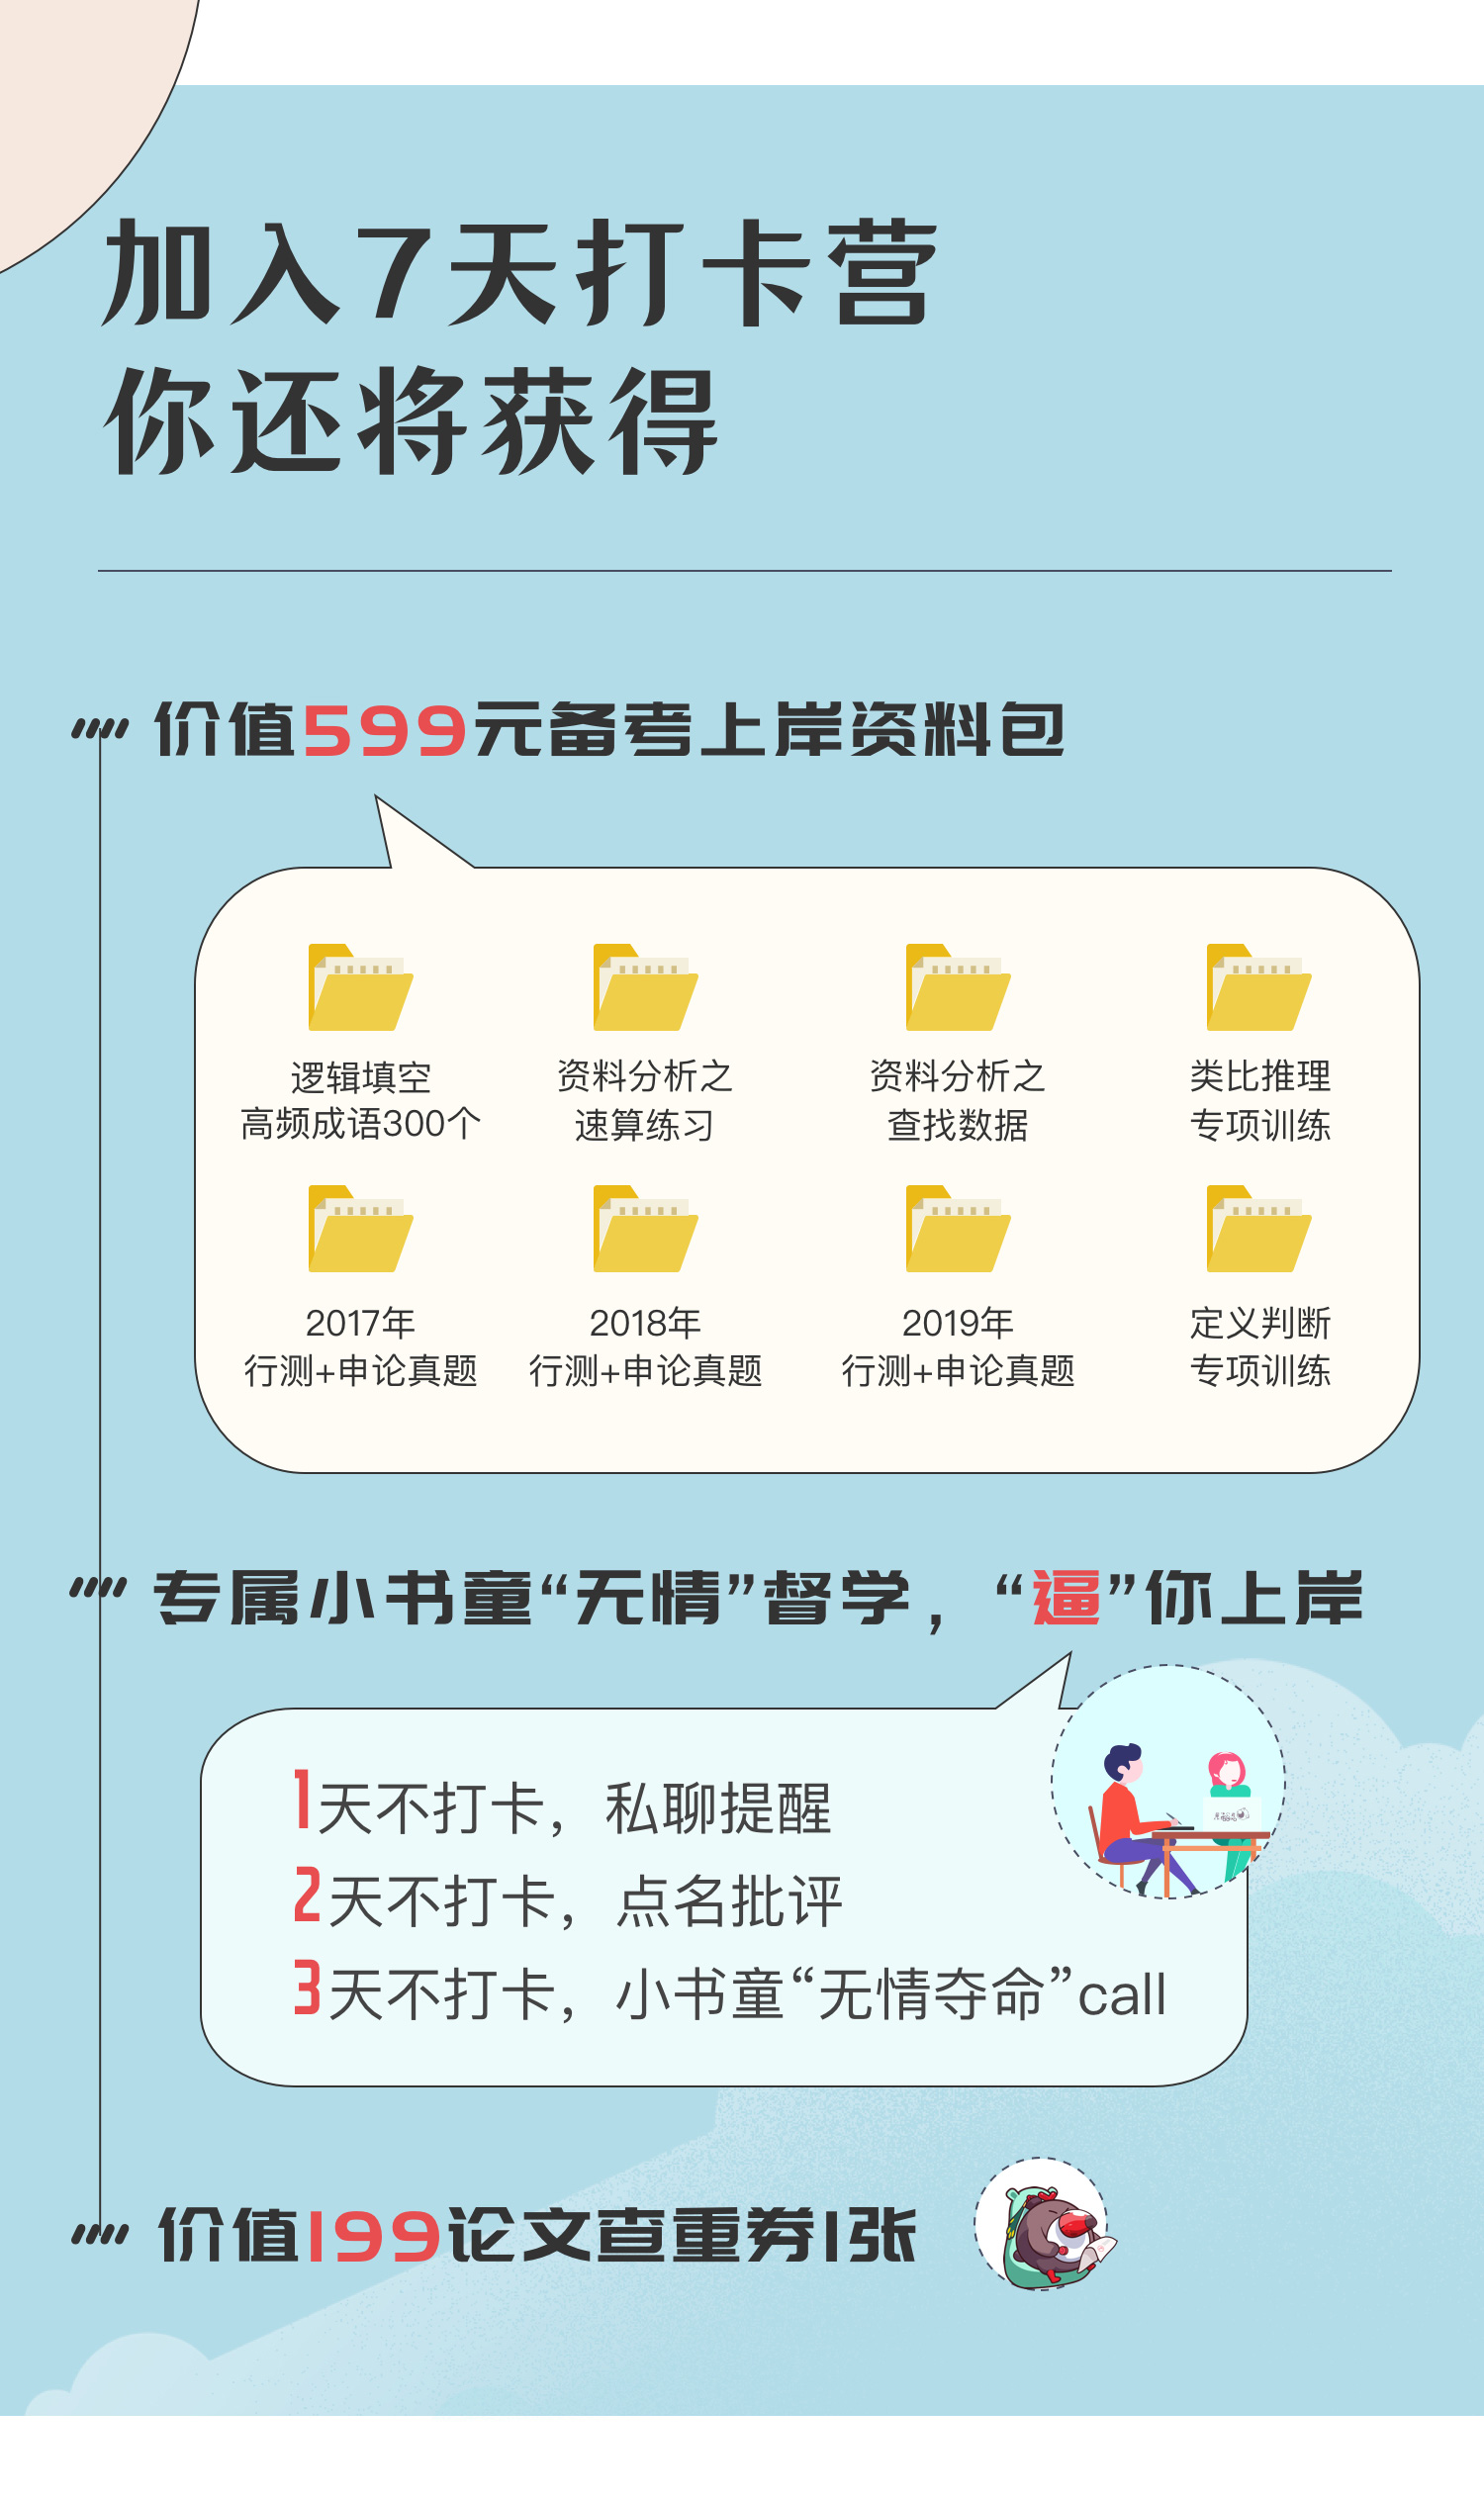 加入7天打卡营
你还将获得
价值599元备考上岸资料包
逻辑填空
高频成语300个
资料分析之
速算练习
资料分析之
查找数据
类比推理
专项训练
2017年
行测+申论真题
2018年
行测+申论真题
2019年
行测+申论真题
定义判断
专项训练
专属小书童“无情”督学，“逼”你上岸
1天不打卡，私聊提醒
2天不打卡，点名批评
3天不打卡，小书童“无情夺命”call
价值199论文查重券1张